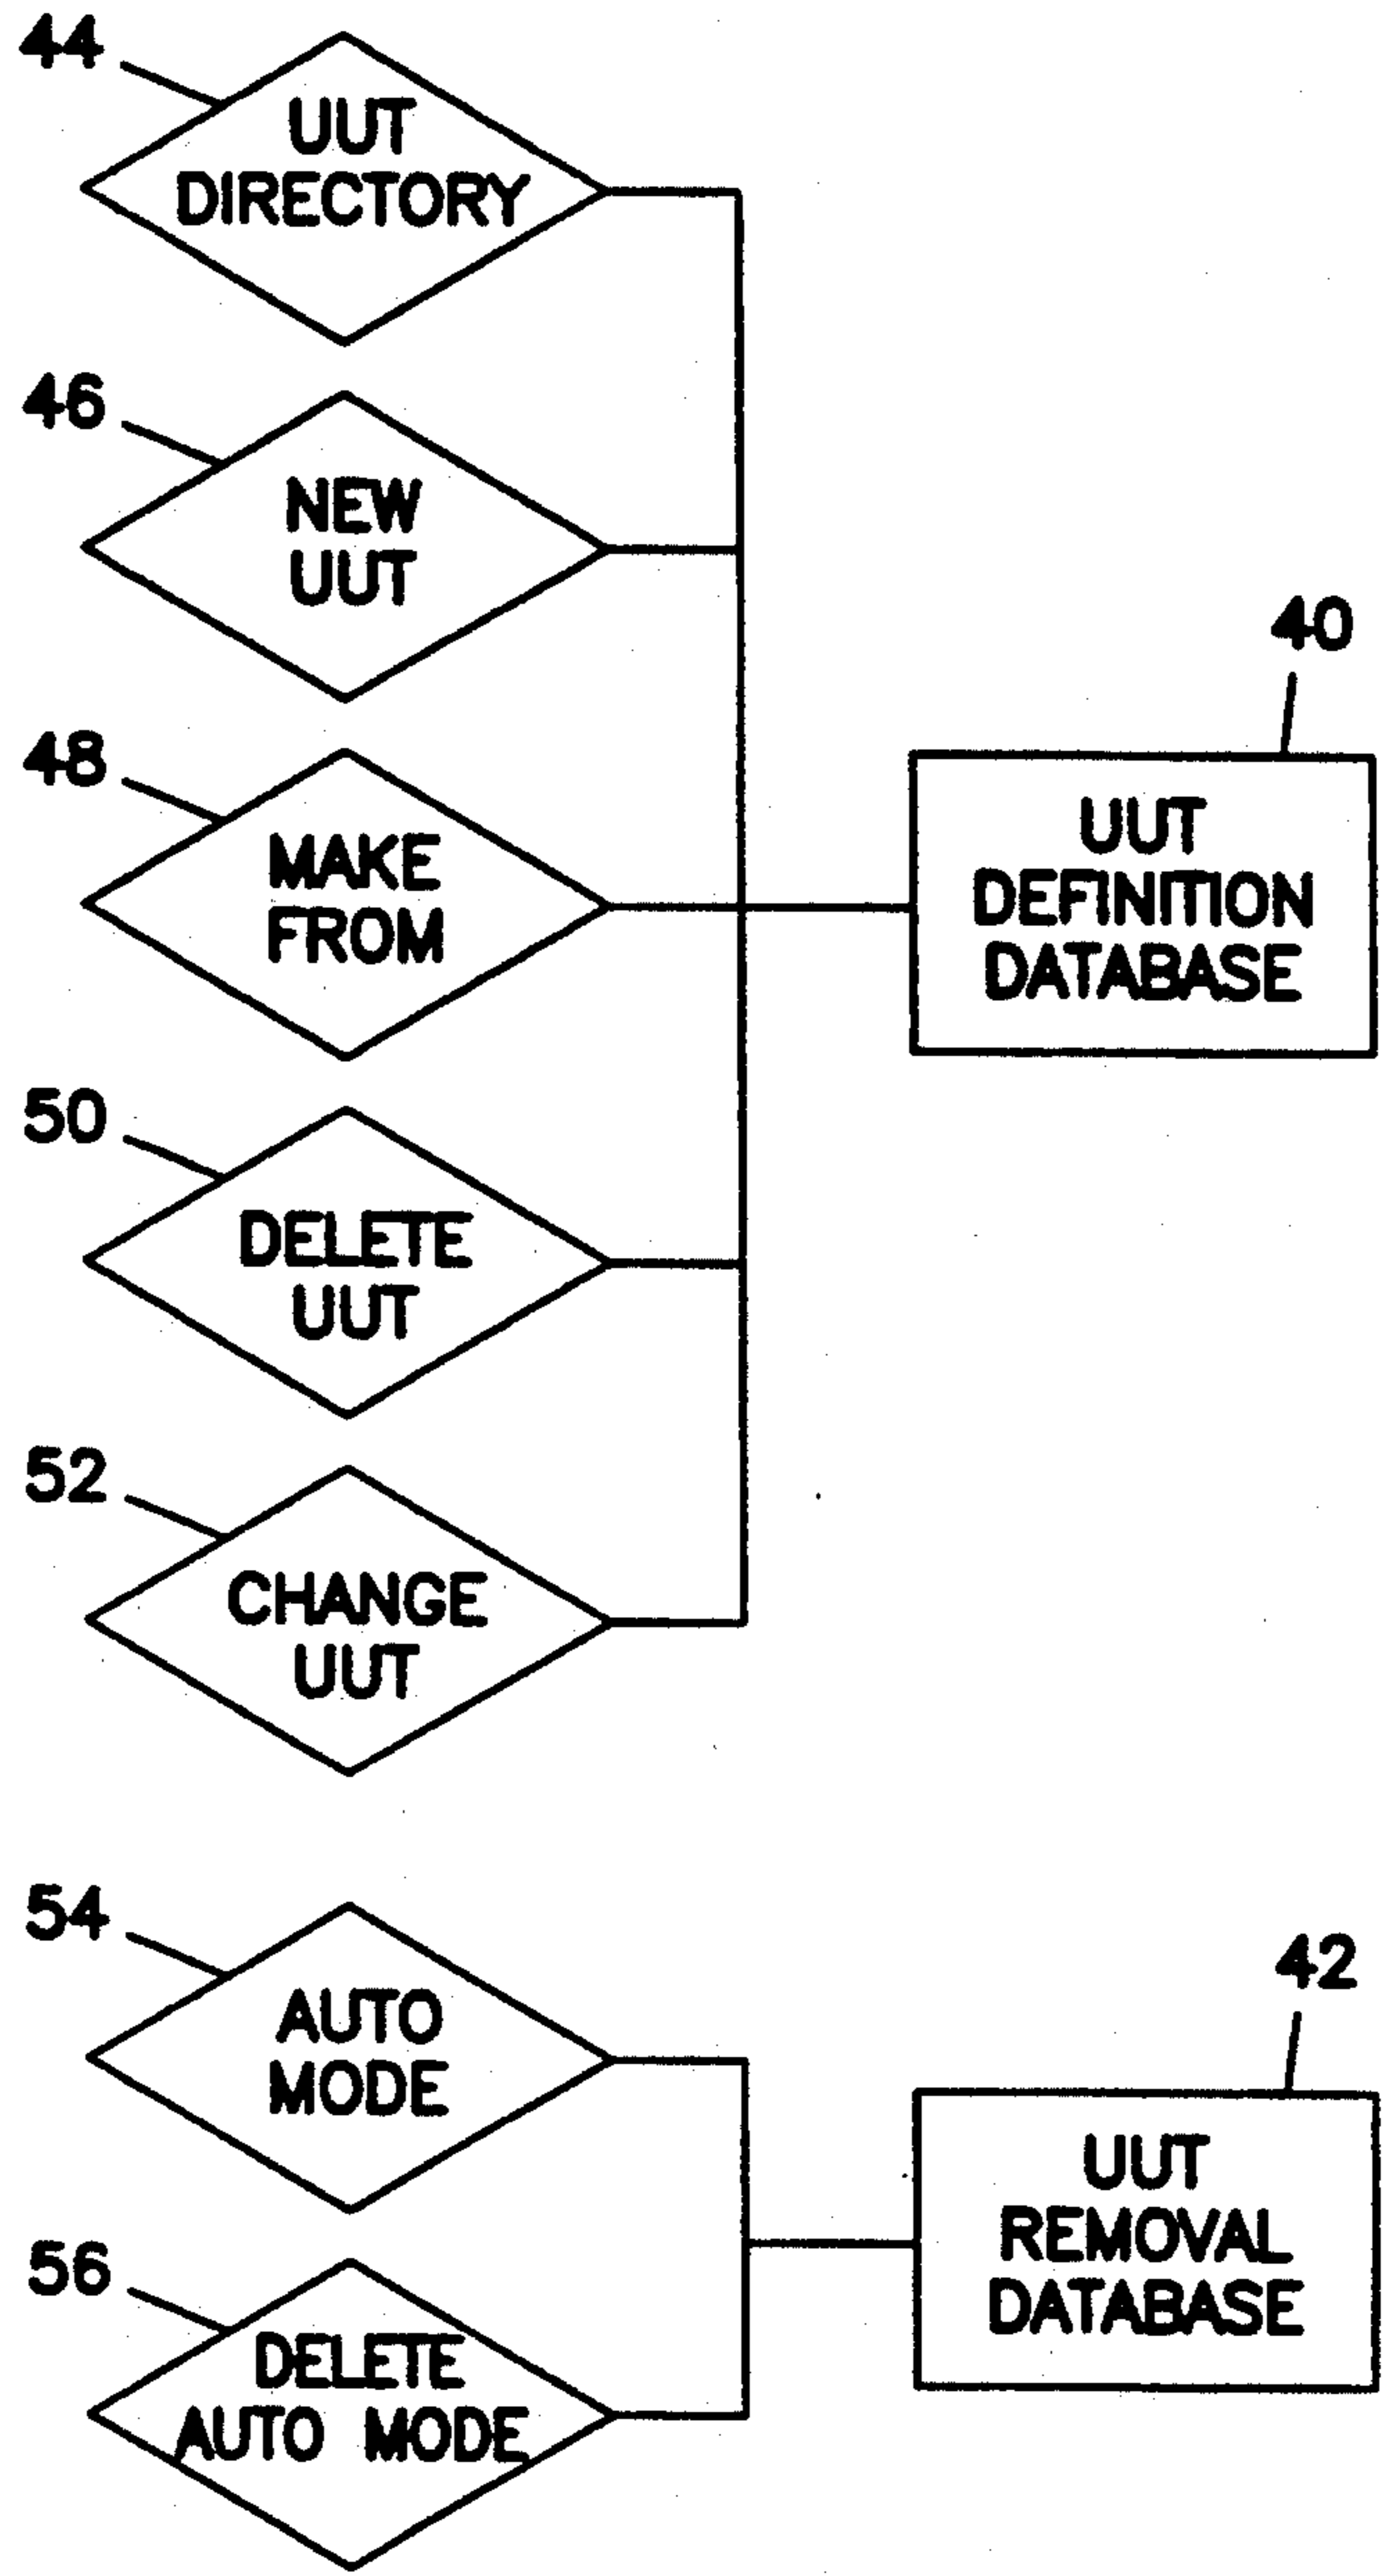 44
UUT
DIRECTORY
46
NEW
UUT
48
MAKE
FROM
50
DELETE
UUT
52
CHANGE
UUT
40
UUT
DEFINITION
DATABASE
54
AUTO
MODE
56
DELETE
AUTO MODE
42
UUT
REMOVAL
DATABASE